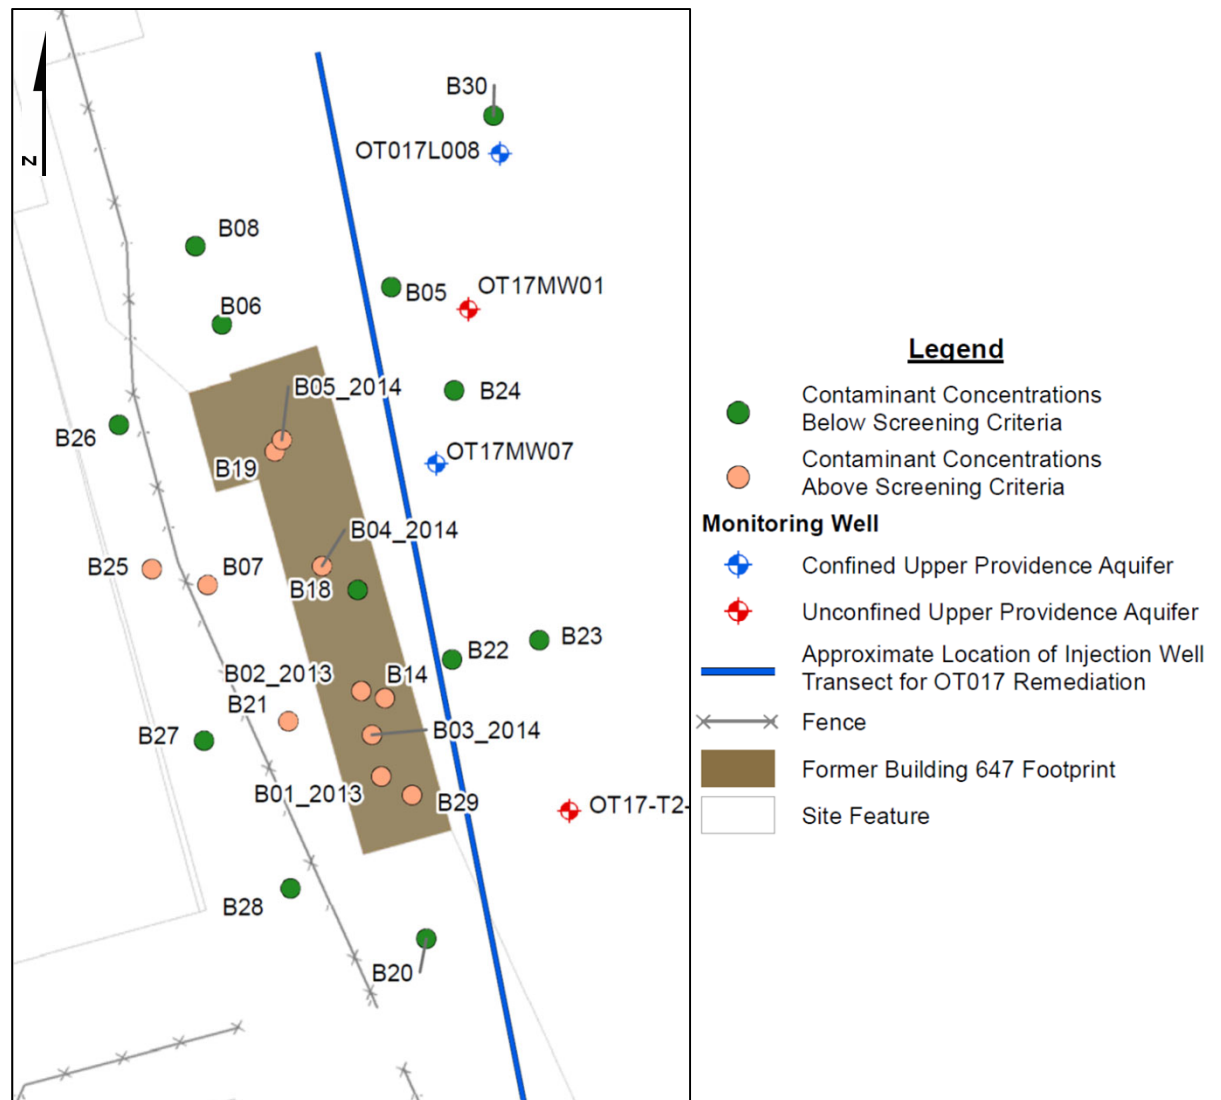 B30
OT017L008
N
B08
OT17MW01
B05
B06
B05_2014
B24
B26
OT17MW07
B19
B04_2014
B25
B07
B18
B23
B22
B02_2013
B14
B21
B27
B03_2014
B01_2013
B29
OT17-T2-
B28
B20
Legend
Contaminant Concentrations
Below Screening Criteria
Contaminant Concentrations
Above Screening Criteria
Monitoring Well
Confined Upper Providence Aquifer
Unconfined Upper Providence Aquifer
Approximate Location of Injection Well
Transect for OT017 Remediation
Fence
Former Building 647 Footprint
Site Feature